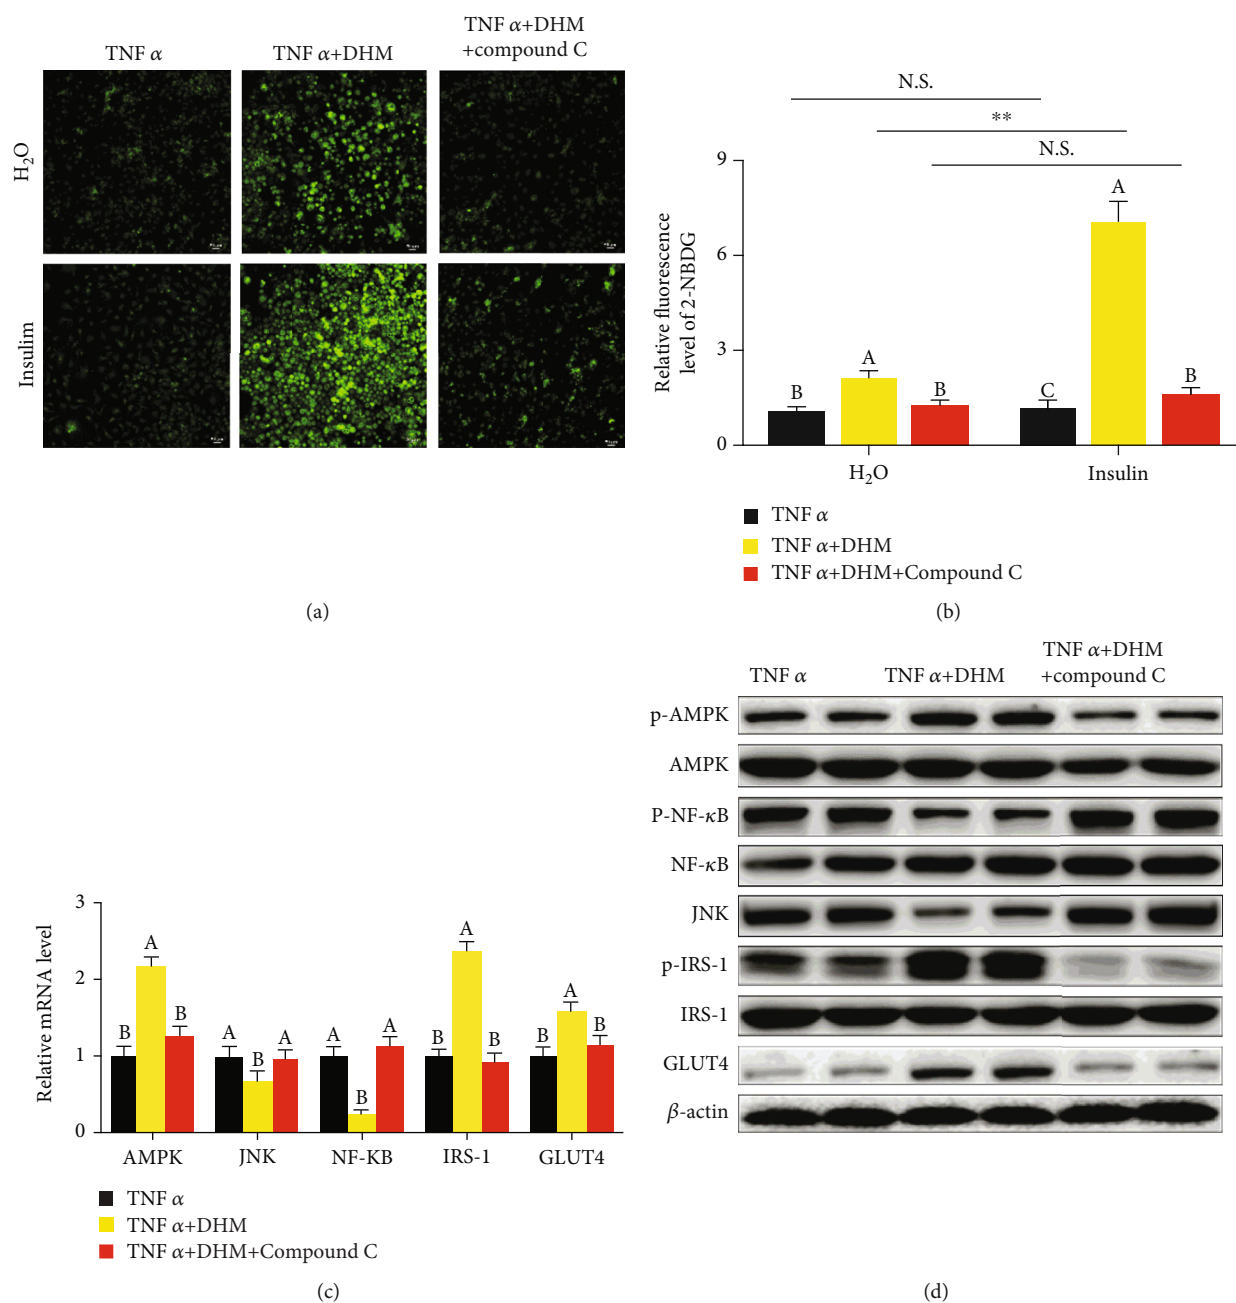 TNF α
TNF α+DHM
TNF α+DHM
+compound C
H₂O
Insulim
(a)
Relative fluorescence
level of 2-NBDG
9
6
3
0
N.S.
**
N.S.
B
A
B
C
A
B
H₂O
Insulin
TNF α
TNF α+DHM
TNF α+DHM+Compound C
(b)
Relative mRNA level
3
2
1
0
B
A
B
A
B
A
A
B
A
B
A
B
B
A
B
AMPK
JNK
NF-KB
IRS-1
GLUT4
TNF α
TNF α+DHM
TNF α+DHM+Compound C
(c)
TNF α
TNF α+DHM
TNF α+DHM
+compound C
p-AMPK
AMPK
P-NF-κB
NF-κB
JNK
p-IRS-1
IRS-1
GLUT4
β-actin
(d)